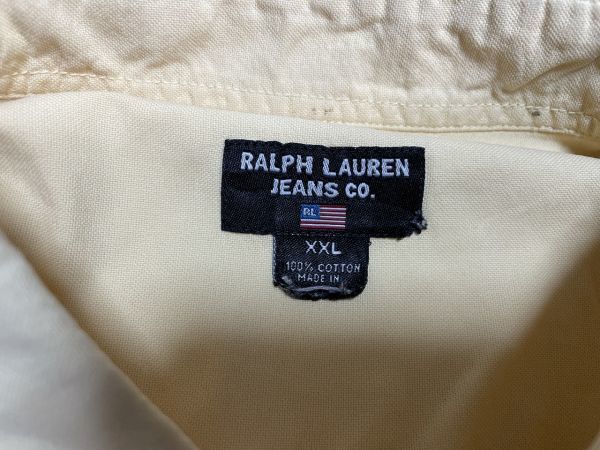 RALPH LAUREN
JEANS CO.
RL
XXL
100% COTTON
MADE IN